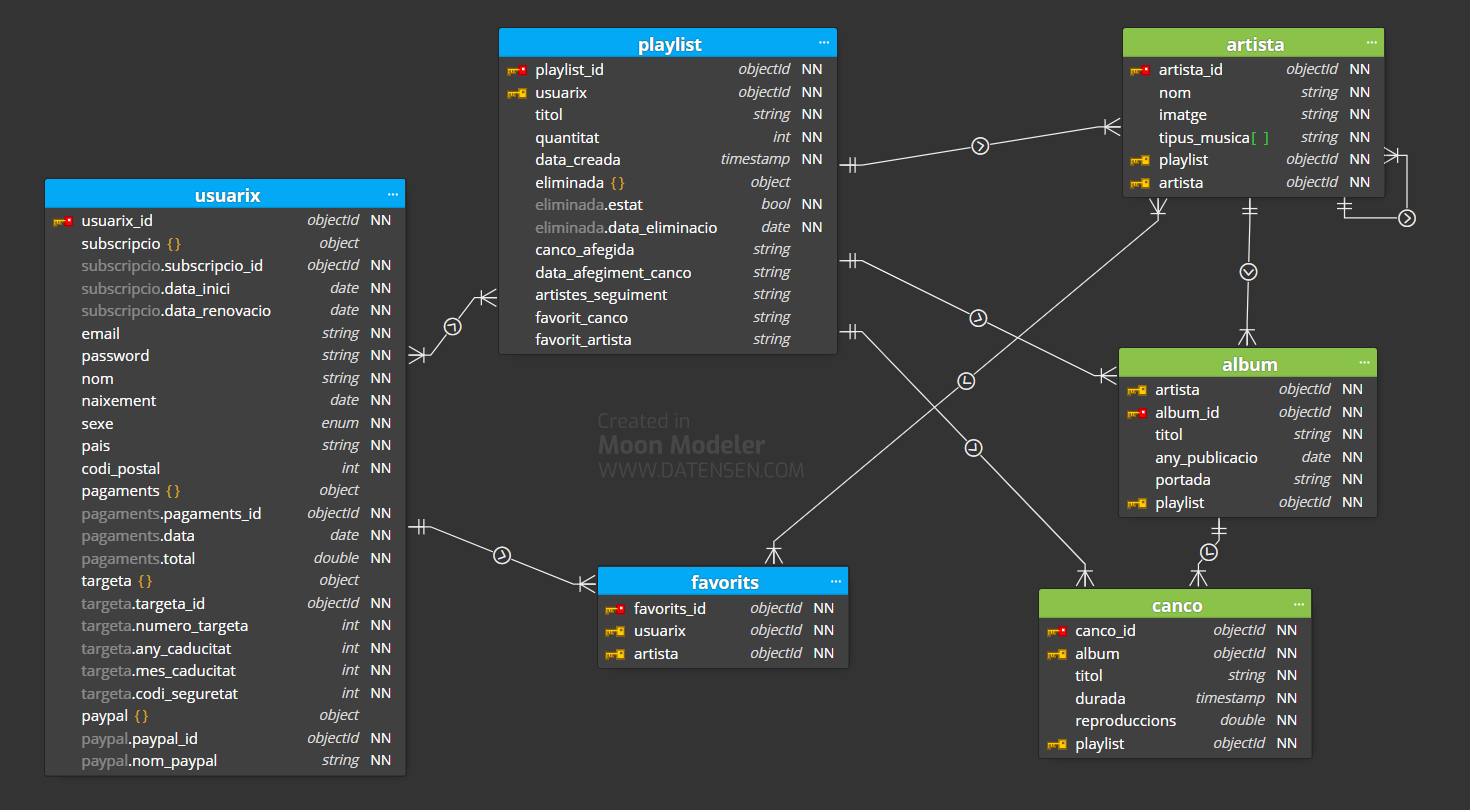 usuarix ...
usuarix_id objectId NN
subscripcio {} object
subscripcio.subscripcio_id objectId NN
subscripcio.data_inici date NN
subscripcio.data_renovacio date NN
email string NN
password string NN
nom string NN
naixement date NN
sexe enum NN
pais string NN
codi_postal int NN
pagaments {} object
pagaments.pagaments_id objectId NN
pagaments.data date NN
pagaments.total double NN
targeta {} object
targeta.targeta_id objectId NN
targeta.numero_targeta int NN
targeta.any_caducitat int NN
targeta.mes_caducitat int NN
targeta.codi_seguretat int NN
paypal {} object
paypal.paypal_id objectId NN
paypal.nom_paypal string NN
playlist ...
playlist_id objectId NN
usuarix objectId NN
titol string NN
quantitat int NN
data_creada timestamp NN
eliminada {} object
eliminada.estat bool NN
eliminada.data_eliminacio date NN
canco_afegida string
data_afegiment_canco string
artistes_seguiment string
favorit_canco string
favorit_artista string
Created in
Moon Modeler
WWW.DATENSEN.COM
favorits ...
favorits_id objectId NN
usuarix objectId NN
artista objectId NN
artista ...
artista_id objectId NN
nom string NN
imatge string NN
tipus_musica[ ] string NN
playlist objectId NN
artista objectId NN
album ...
artista objectId NN
album_id objectId NN
titol string NN
any_publicacio date NN
portada string NN
playlist objectId NN
canco ...
canco_id objectId NN
album objectId NN
titol string NN
durada timestamp NN
reproduccions double NN
playlist objectId NN